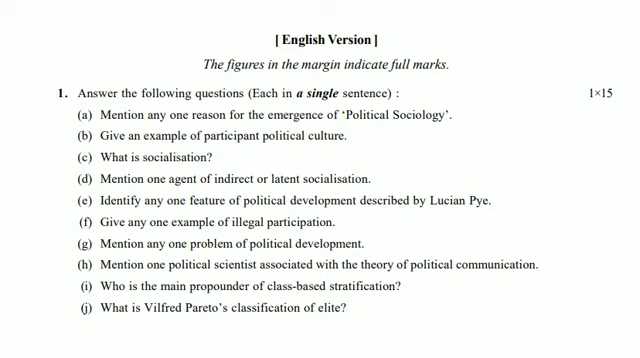 [ English Version ]
The figures in the margin indicate full marks.
1. Answer the following questions (Each in a single sentence) : 1×15
(a) Mention any one reason for the emergence of ‘Political Sociology’.
(b) Give an example of participant political culture.
(c) What is socialisation?
(d) Mention one agent of indirect or latent socialisation.
(e) Identify any one feature of political development described by Lucian Pye.
(f) Give any one example of illegal participation.
(g) Mention any one problem of political development.
(h) Mention one political scientist associated with the theory of political communication.
(i) Who is the main propounder of class-based stratification?
(j) What is Vilfred Pareto’s classification of elite?